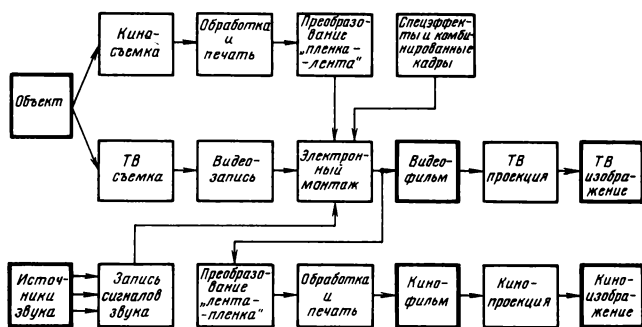 Кино-
съемка
Обработка
и
печать
Преобразо-
вание
„пленка-
-лента"
Спецэффек-
ты и комби-
нированные
кадры
Объект
ТВ
съемка
Видео-
запись
Электрон-
ный
монтаж
Видео-
фильм
ТВ
проекция
ТВ
изобра-
жение
Источ-
ники
звука
Запись
сигналов
звука
Преобразо-
вание
„лента-
-пленка"
Обработка
и
печать
Кино-
фильм
Кино-
проекция
Кино-
изобра-
жение